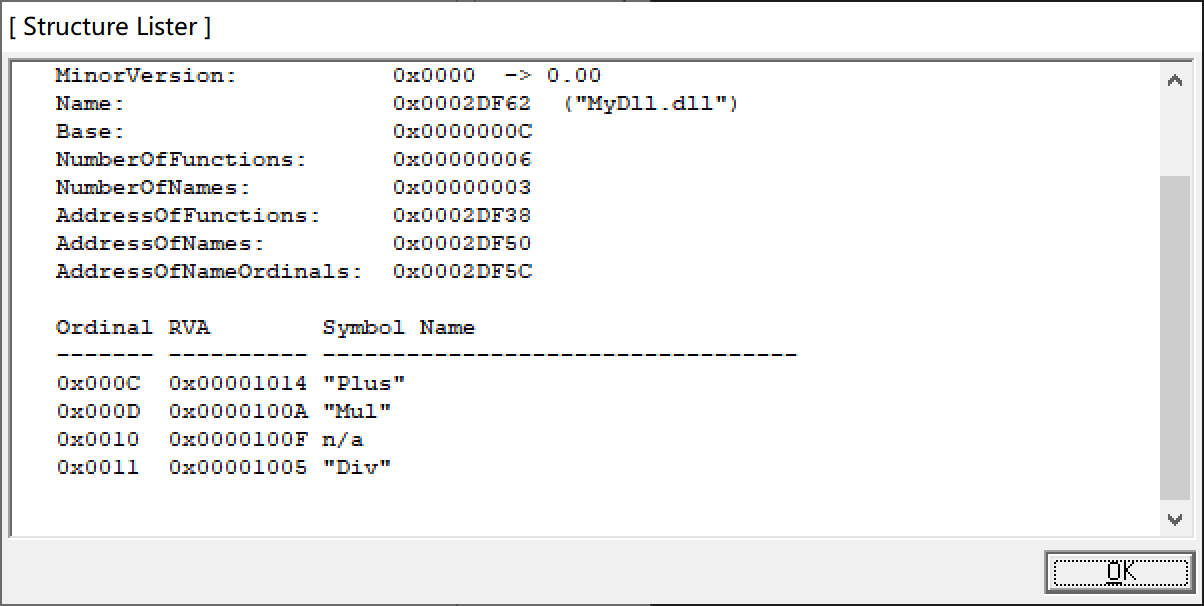 [ Structure Lister ]
MinorVersion: 0x0000 -> 0.00
Name: 0x0002DF62 ("MyDll.dll")
Base: 0x0000000C
NumberOfFunctions: 0x00000006
NumberOfNames: 0x00000003
AddressOfFunctions: 0x0002DF38
AddressOfNames: 0x0002DF50
AddressOfNameOrdinals: 0x0002DF5C
Ordinal RVA Symbol Name
------- ---------- ----------------------------------
0x000C 0x00001014 "Plus"
0x000D 0x0000100A "Mul"
0x0010 0x0000100F n/a
0x0011 0x00001005 "Div"
OK